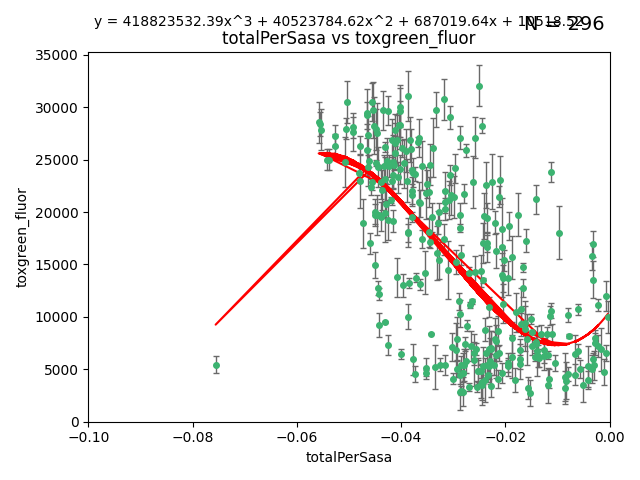 y = 418823532.39x^3 + 40523784.62x^2 + 687019.64x + 10518.52
N = 296
totalPerSasa vs toxgreen_fluor
35000
30000
25000
20000
15000
10000
5000
0
toxgreen_fluor
−0.10
−0.08
−0.06
−0.04
−0.02
0.00
totalPerSasa